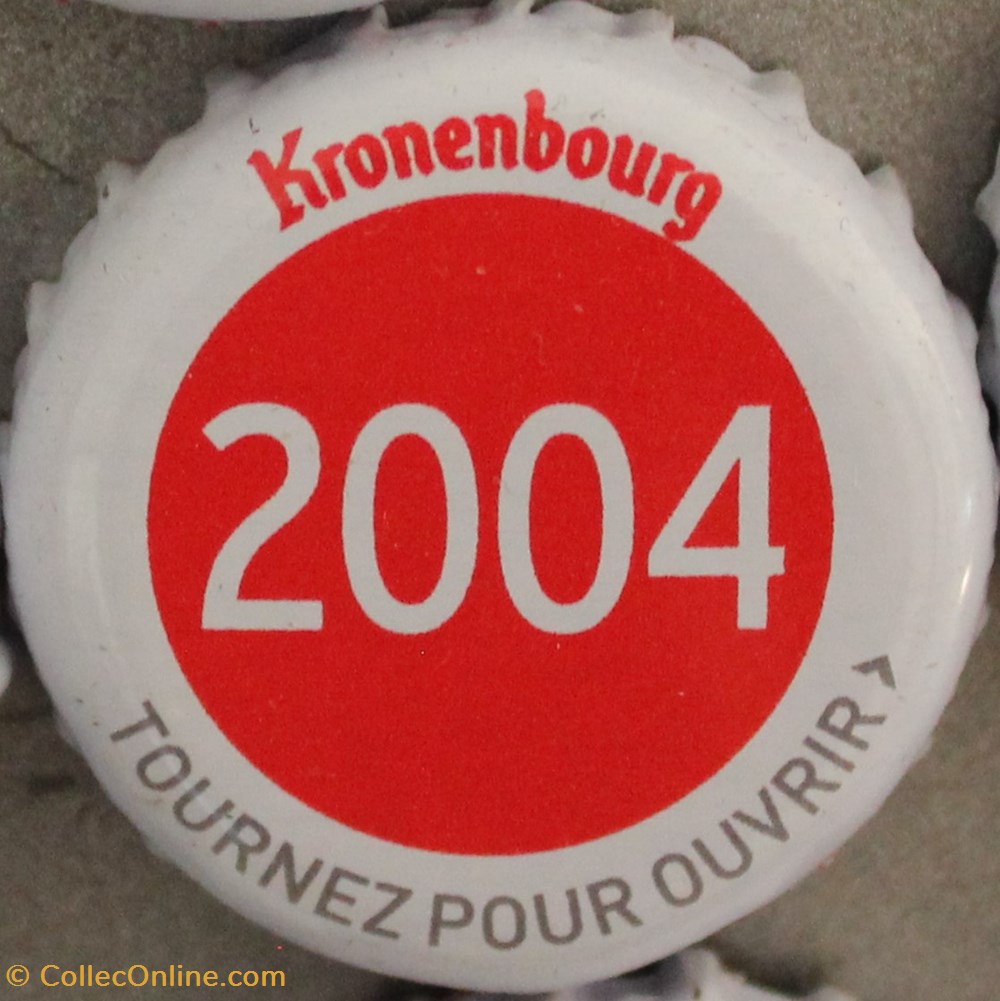 Kronenbourg
2004
TOURNEZ POUR OUVRIR >
© CollecOnline.com